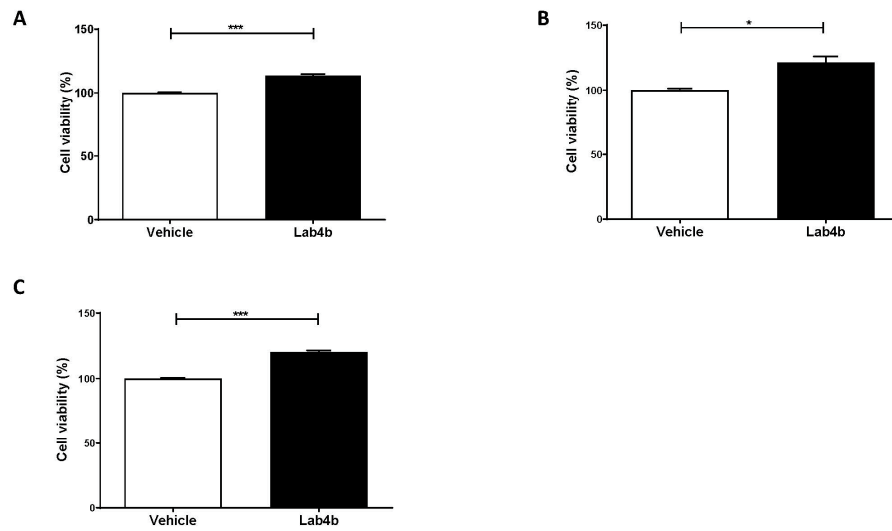 A
150
***
100
Cell viability (%)
50
0
Vehicle
Lab4b
B
150
*
100
Cell viability (%)
50
0
Vehicle
Lab4b
C
150
***
100
Cell viability (%)
50
0
Vehicle
Lab4b